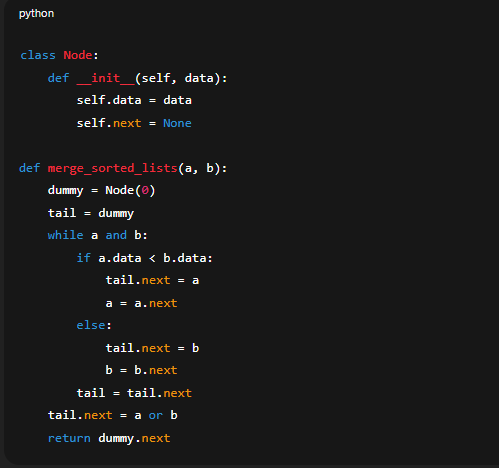 python
class Node:
    def __init__(self, data):
        self.data = data
        self.next = None
def merge_sorted_lists(a, b):
    dummy = Node(0)
    tail = dummy
    while a and b:
        if a.data < b.data:
            tail.next = a
            a = a.next
        else:
            tail.next = b
            b = b.next
        tail = tail.next
    tail.next = a or b
    return dummy.next